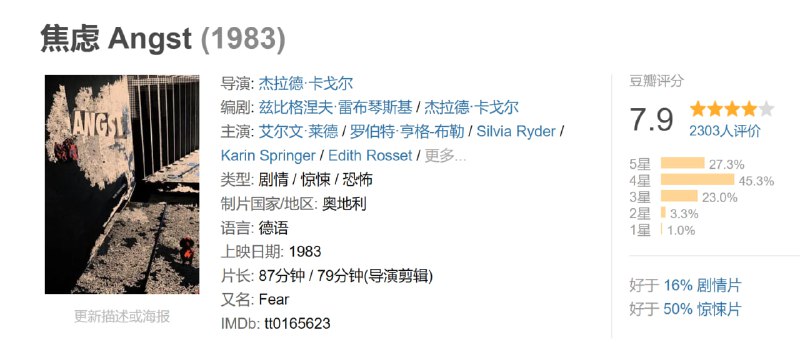 焦虑 Angst (1983)
ANGST
更新描述或海报
导演: 杰拉德·卡戈尔
编剧: 兹比格涅夫·雷布琴斯基 / 杰拉德·卡戈尔
主演: 艾尔文·莱德 / 罗伯特·亨格-布勒 / Silvia Ryder /
Karin Springer / Edith Rosset / 更多...
类型: 剧情 / 惊悚 / 恐怖
制片国家/地区: 奥地利
语言: 德语
上映日期: 1983
片长: 87分钟 / 79分钟(导演剪辑)
又名: Fear
IMDb: tt0165623
豆瓣评分
7.9
2303人评价
5星 27.3%
4星 45.3%
3星 23.0%
2星 3.3%
1星 1.0%
好于 16% 剧情片
好于 50% 惊悚片